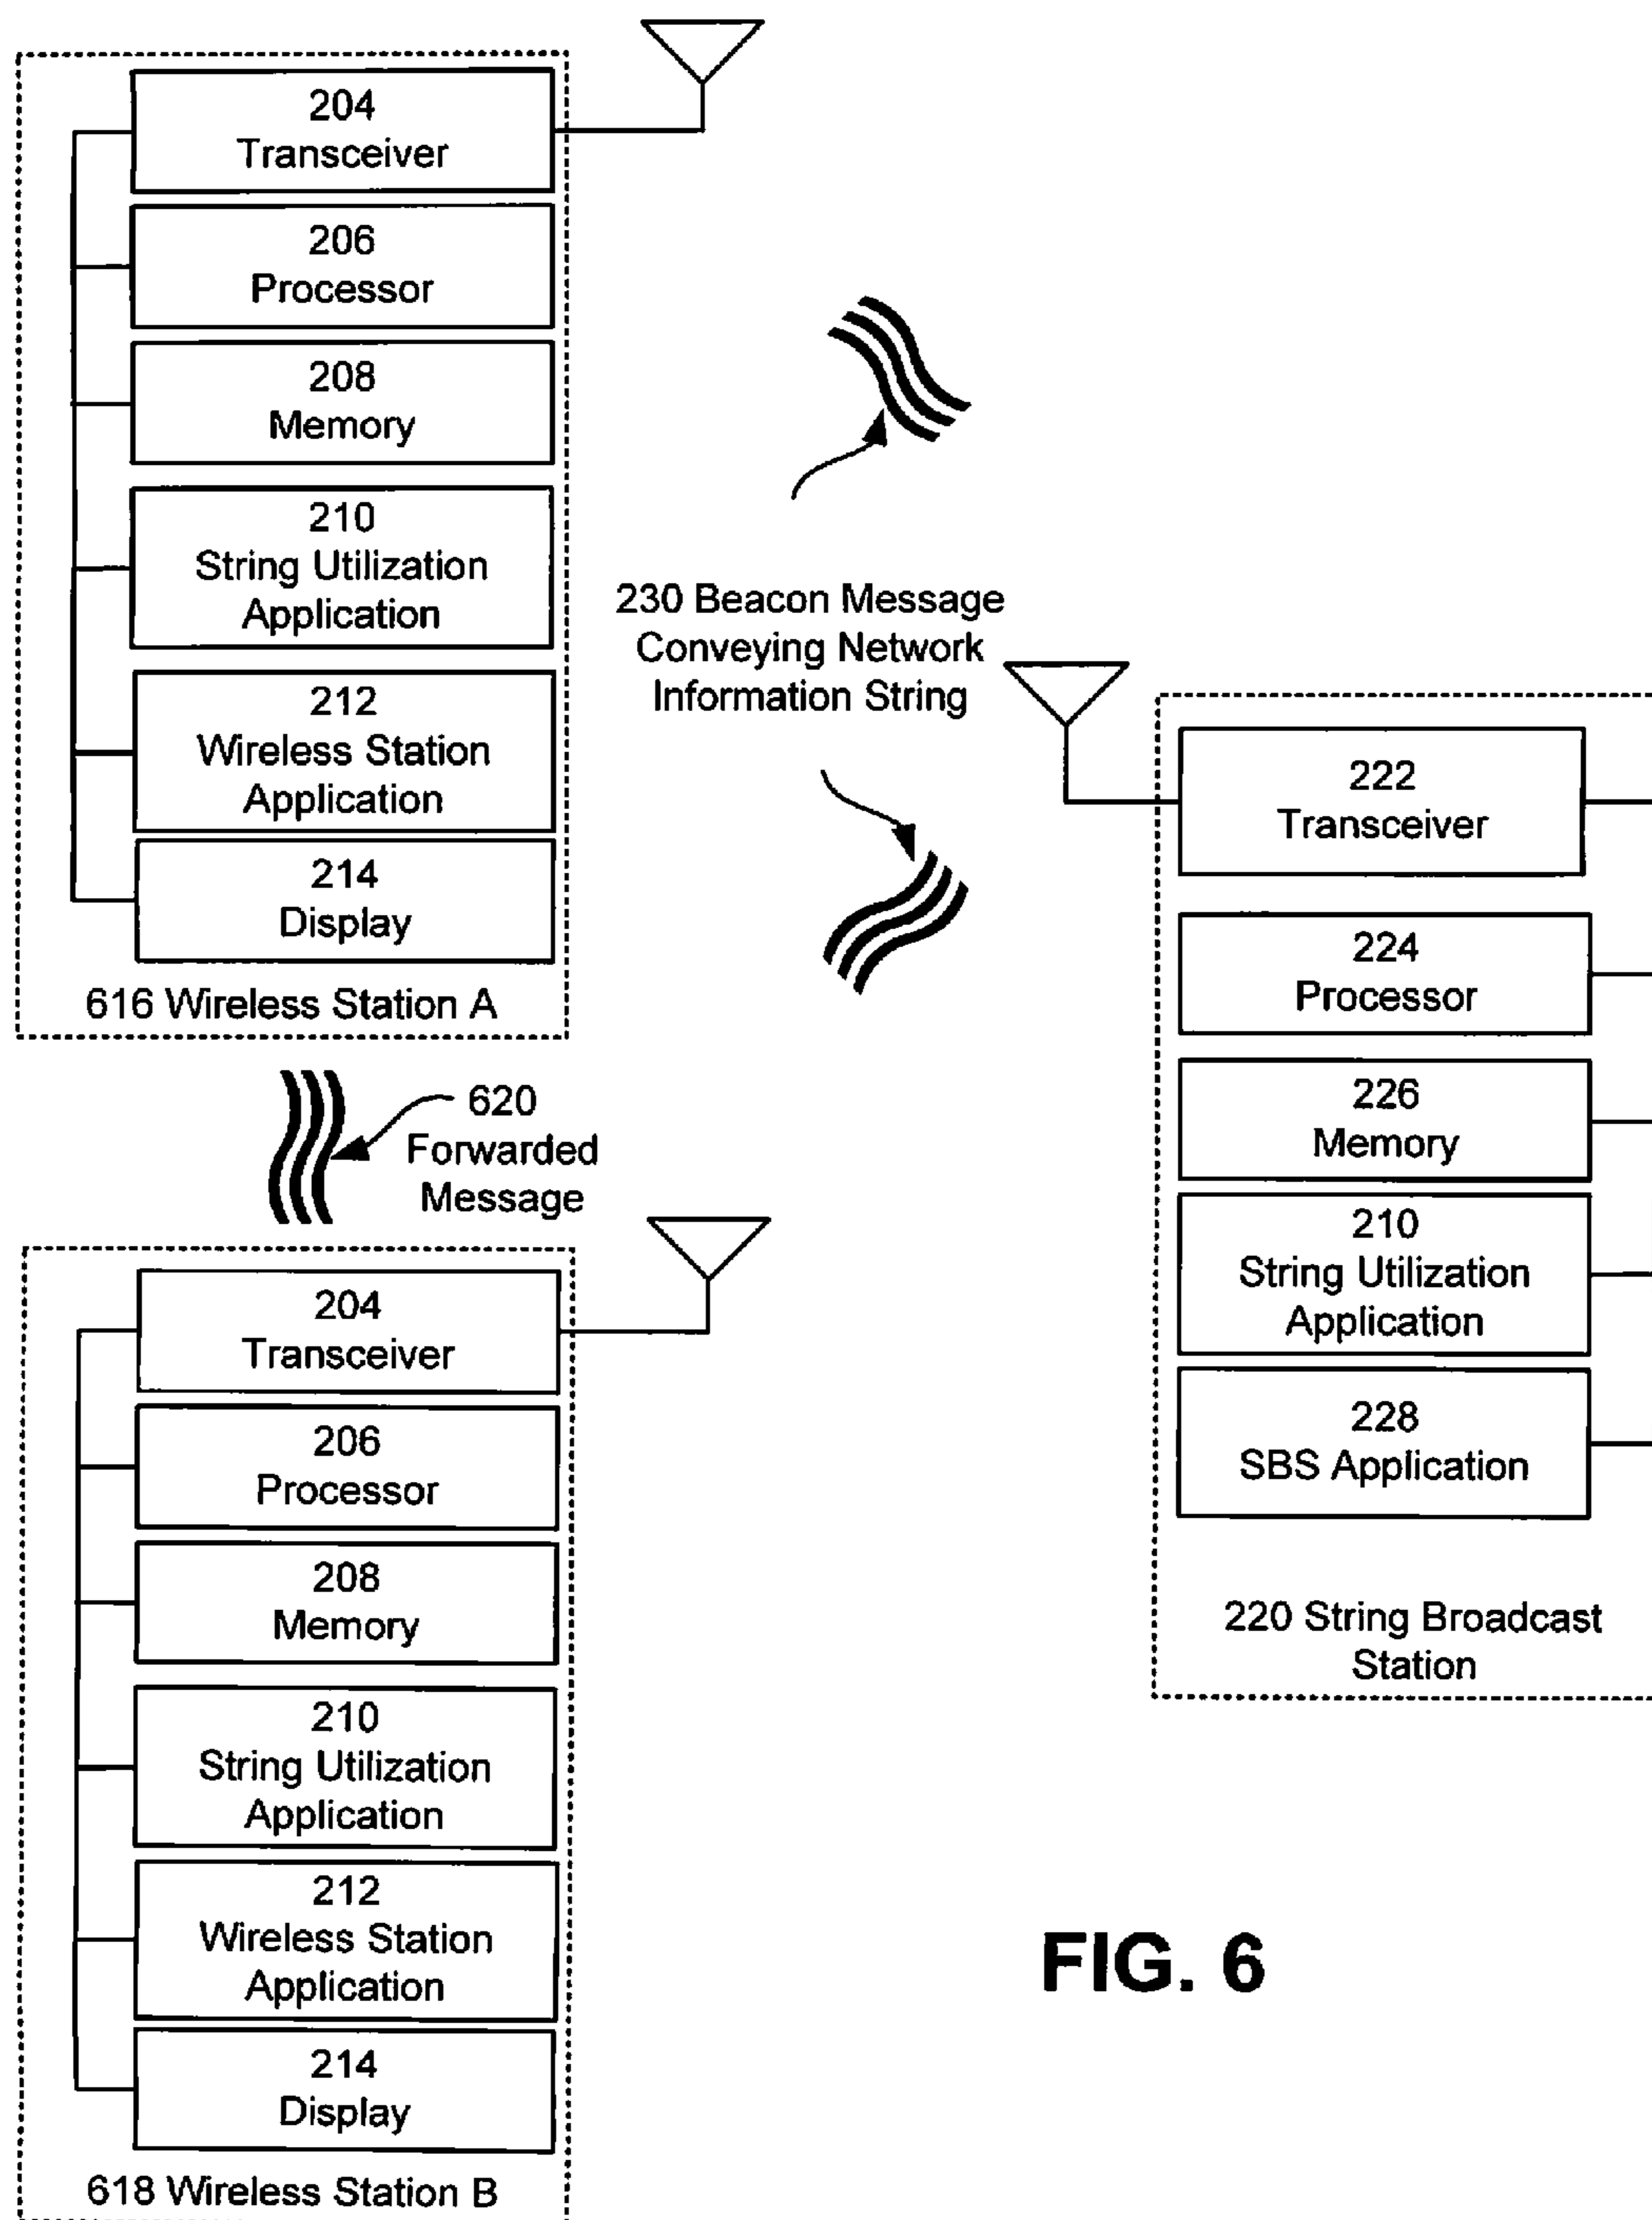 204
Transceiver
206
Processor
208
Memory
210
String Utilization
Application
212
Wireless Station
Application
214
Display
616 Wireless Station A
230 Beacon Message
Conveying Network
Information String
222
Transceiver
224
Processor
226
Memory
210
String Utilization
Application
228
SBS Application
220 String Broadcast
Station
620
Forwarded
Message
204
Transceiver
206
Processor
208
Memory
210
String Utilization
Application
212
Wireless Station
Application
214
Display
618 Wireless Station B
FIG. 6